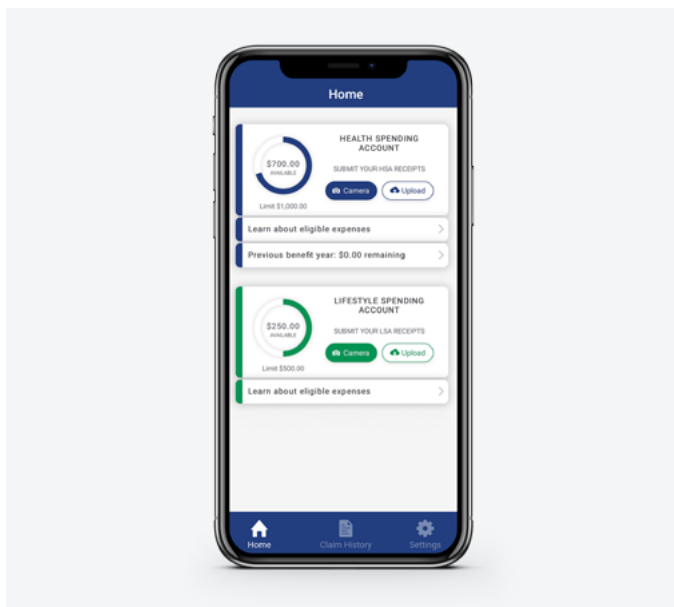 Home
HEALTH SPENDING
ACCOUNT
$700.00
AVAILABLE
SUBMIT YOUR HSA RECEIPTS
Camera
Upload
Limit $1,000.00
Learn about eligible expenses
Previous benefit year: $0.00 remaining
LIFESTYLE SPENDING
ACCOUNT
$250.00
AVAILABLE
SUBMIT YOUR LSA RECEIPTS
Camera
Upload
Limit $500.00
Learn about eligible expenses
Home
Claim History
Settings